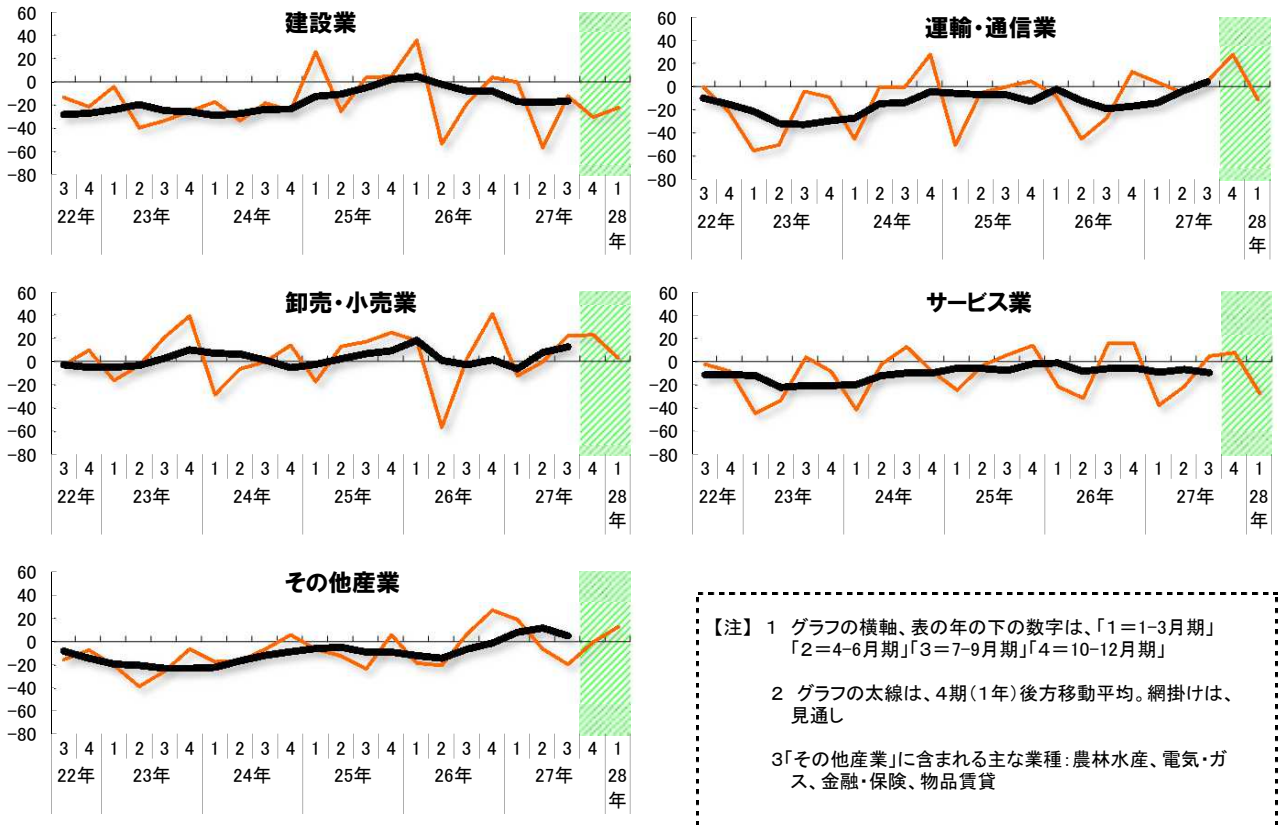 建設業
60
40
20
0
−20
−40
−60
−80
3 4 1 2 3 4 1 2 3 4 1 2 3 4 1 2 3 4 1 2 3 4 1
22年 23年 24年 25年 26年 27年 28年
運輸・通信業
60
40
20
0
−20
−40
−60
−80
3 4 1 2 3 4 1 2 3 4 1 2 3 4 1 2 3 4 1 2 3 4 1
22年 23年 24年 25年 26年 27年 28年
卸売・小売業
60
40
20
0
−20
−40
−60
−80
3 4 1 2 3 4 1 2 3 4 1 2 3 4 1 2 3 4 1 2 3 4 1
22年 23年 24年 25年 26年 27年 28年
サービス業
60
40
20
0
−20
−40
−60
−80
3 4 1 2 3 4 1 2 3 4 1 2 3 4 1 2 3 4 1 2 3 4 1
22年 23年 24年 25年 26年 27年 28年
その他産業
60
40
20
0
−20
−40
−60
−80
3 4 1 2 3 4 1 2 3 4 1 2 3 4 1 2 3 4 1 2 3 4 1
22年 23年 24年 25年 26年 27年 28年
【注】 1 グラフの横軸、表の年の下の数字は、「1=1-3月期」
「2=4-6月期」「3=7-9月期」「4=10-12月期」
2 グラフの太線は、4期(1年)後方移動平均。網掛けは、
見通し
3「その他産業」に含まれる主な業種:農林水産、電気・ガ
ス、金融・保険、物品賃貸